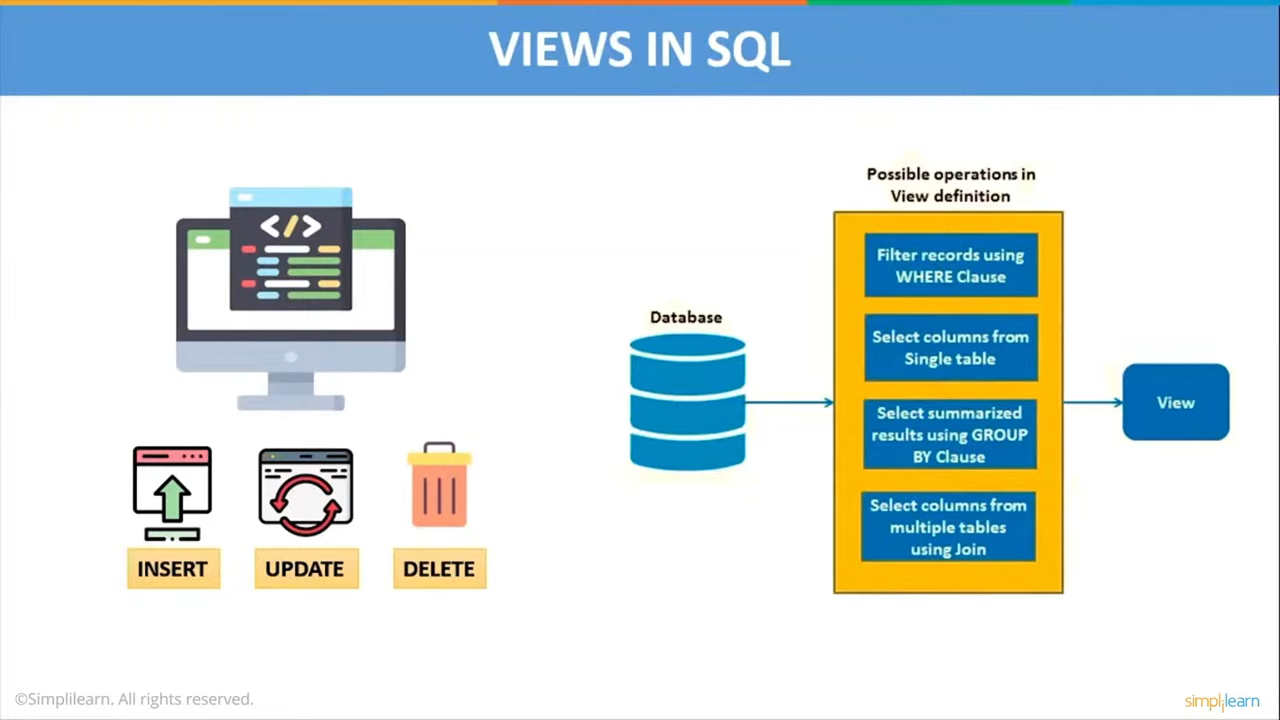 VIEWS IN SQL
INSERT
UPDATE
DELETE
Database
Possible operations in
View definition
Filter records using
WHERE Clause
Select columns from
Single table
Select summarized
results using GROUP
BY Clause
Select columns from
multiple tables
using Join
View
©Simplilearn. All rights reserved.
simplilearn